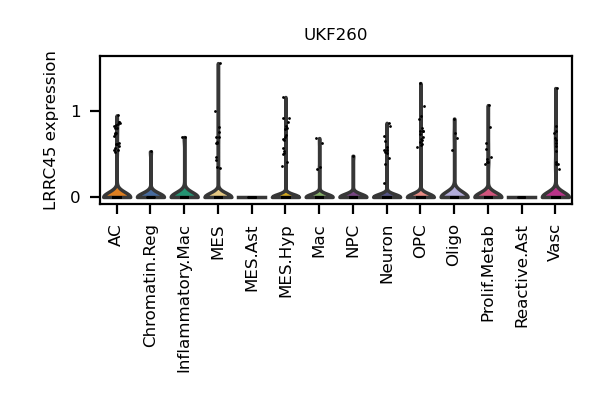 UKF260
LRRC45 expression
1
0
AC
Chromatin.Reg
Inflammatory.Mac
MES
MES.Ast
MES.Hyp
Mac
NPC
Neuron
OPC
Oligo
Prolif.Metab
Reactive.Ast
Vasc